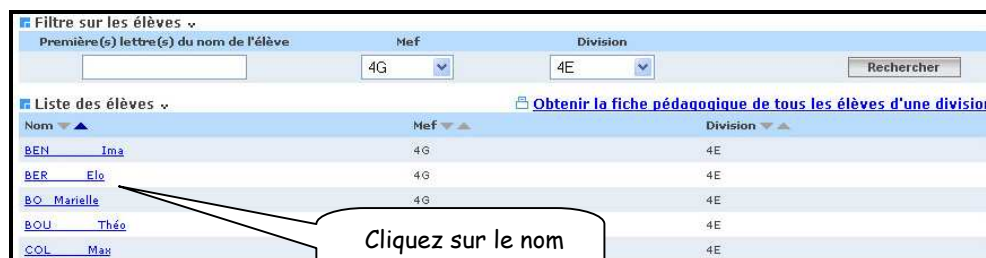 Filtre sur les élèves
Première(s) lettre(s) du nom de l'élève Mef Division
4G 4E Rechercher
Liste des élèves Obtenir la fiche pédagogique de tous les élèves d'une division
Nom Mef Division
BEN Ima 4G 4E
BER Elo 4G 4E
BO Marielle 4G 4E
BOU Théo 4E
COL Max 4E
Cliquez sur le nom